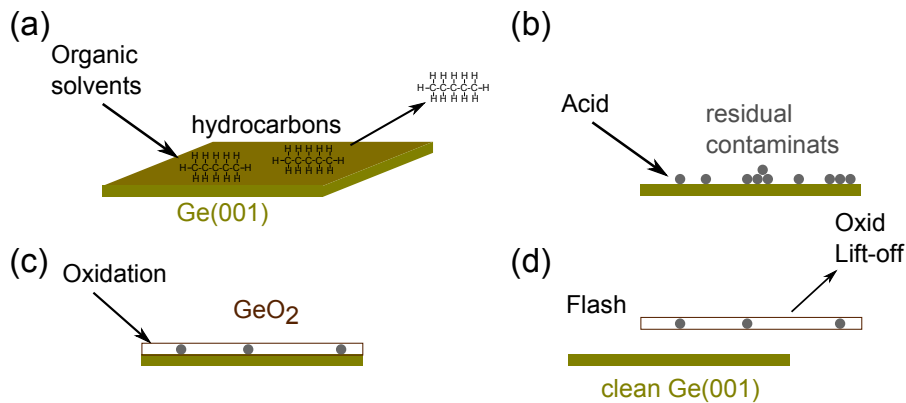 (a)
Organic
solvents
hydrocarbons
H H H H H
H-C-C-C-C-C-H
H H H H H
H H H H H
H-C-C-C-C-C-H
H H H H H
H H H H H
H-C-C-C-C-C-H
H H H H H
Ge(001)
(b)
Acid
residual
contaminats
(c)
Oxidation
GeO2
(d)
Oxid
Lift-off
Flash
clean Ge(001)